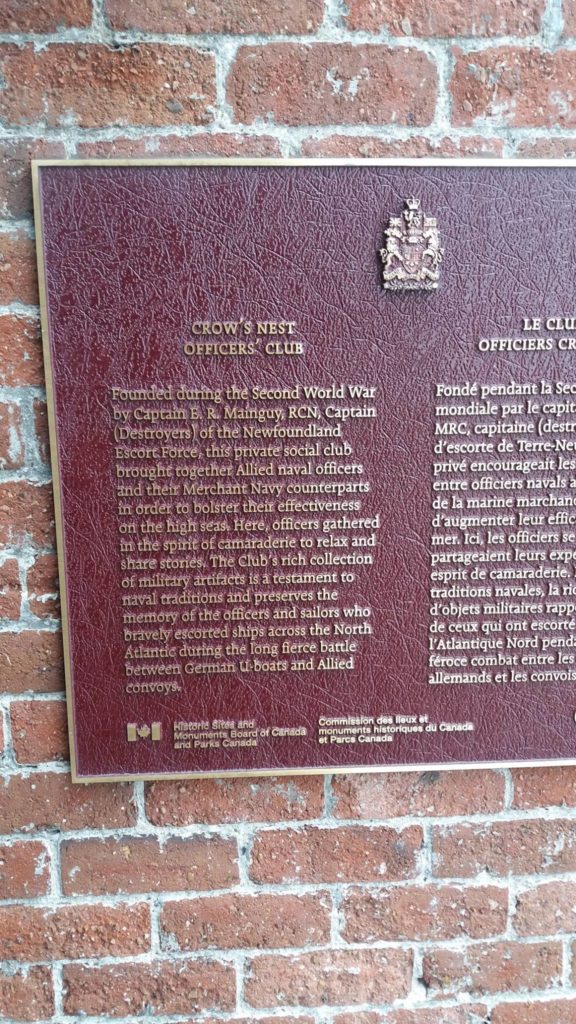 CROW'S NEST
OFFICERS' CLUB
Founded during the Second World War
by Captain E. R. Mainguy, RCN, Captain
(Destroyers) of the Newfoundland
Escort Force, this private social club
brought together Allied naval officers
and their Merchant Navy counterparts
in order to bolster their effectiveness
on the high seas. Here, officers gathered
in the spirit of camaraderie to relax and
share stories. The Club's rich collection
of military artifacts is a testament to
naval traditions and preserves the
memory of the officers and sailors who
bravely escorted ships across the North
Atlantic during the long fierce battle
between German U-boats and Allied
convoys.
LE CLU
OFFICIERS CR
Fondé pendant la Sec
mondiale par le capit
MRC, capitaine (destr
d'escorte de Terre-Ne
privé encourageait les
entre officiers navals a
de la marine marchan
d'augmenter leur effic
mer. Ici, les officiers se
partageaient leurs expé
esprit de camaraderie.
traditions navales, la ric
d'objets militaires rapp
de ceux qui ont escorté
l'Atlantique Nord penda
féroce combat entre les
allemands et les convois
Historic Sites and
Monuments Board of Canada
and Parks Canada
Commission des lieux et
monuments historiques du Canada
et Parcs Canada